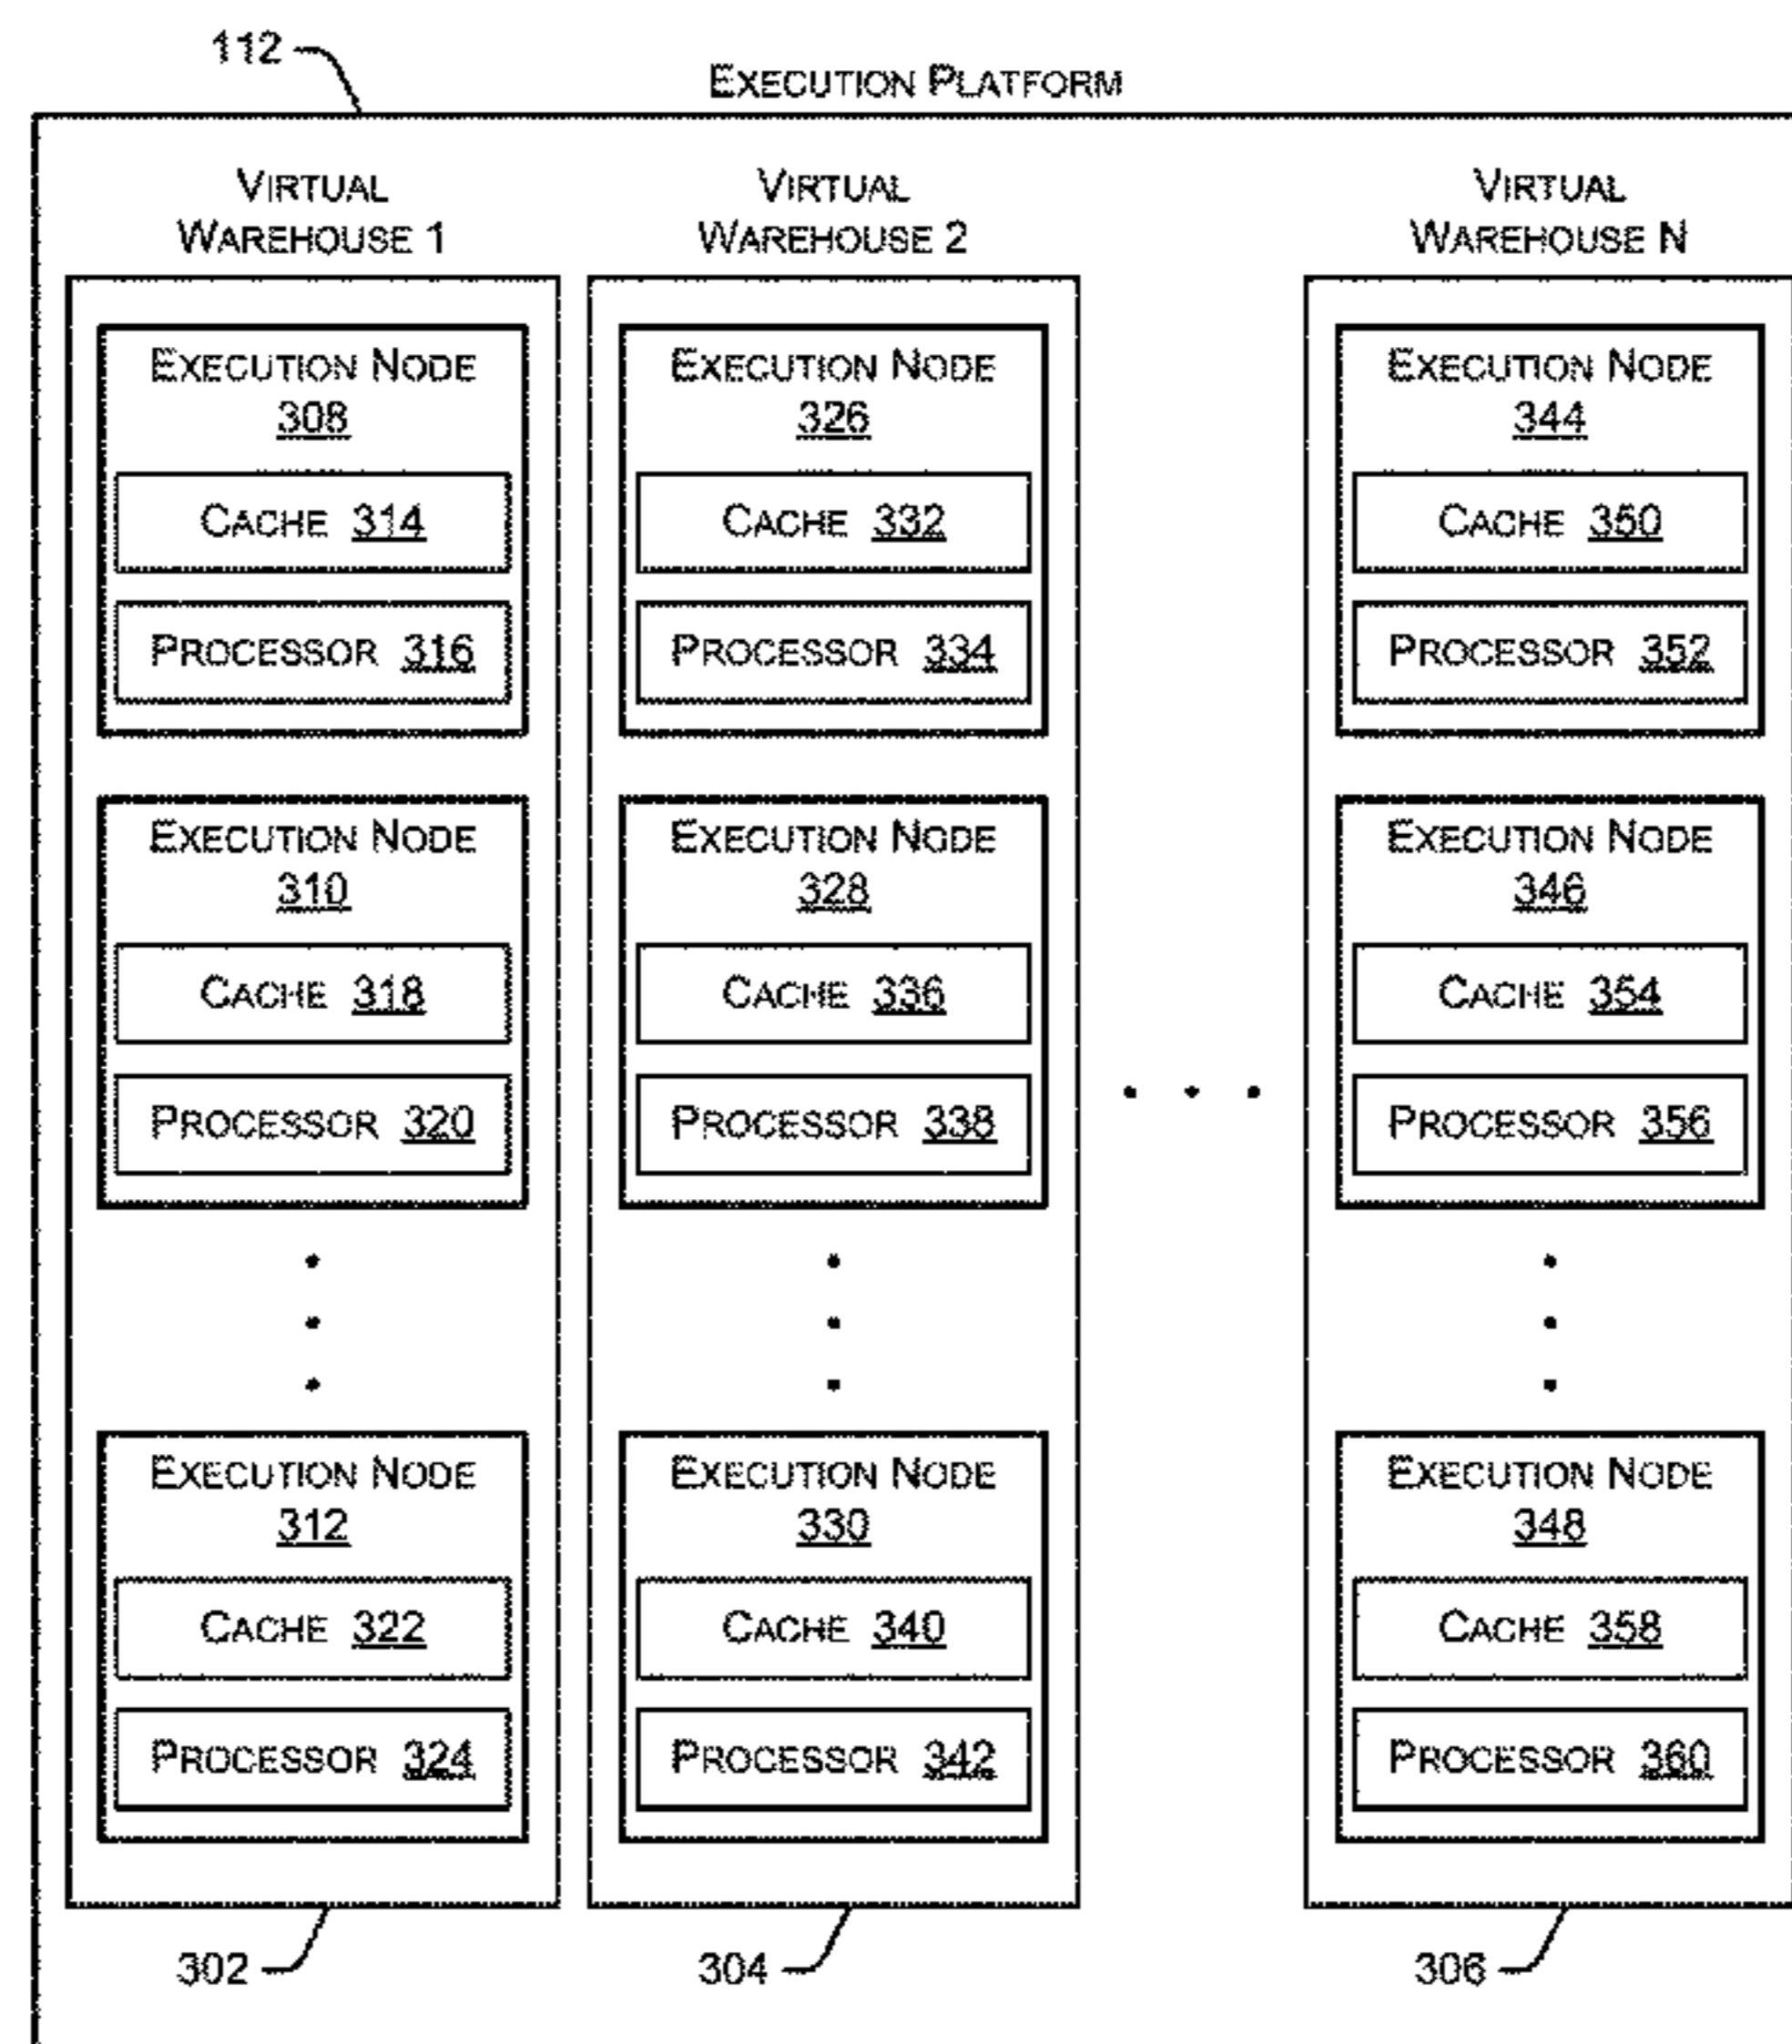 112
EXECUTION PLATFORM
VIRTUAL
WAREHOUSE 1
EXECUTION NODE
308
CACHE 314
PROCESSOR 316
EXECUTION NODE
310
CACHE 318
PROCESSOR 320
EXECUTION NODE
312
CACHE 322
PROCESSOR 324
302
VIRTUAL
WAREHOUSE 2
EXECUTION NODE
326
CACHE 332
PROCESSOR 334
EXECUTION NODE
328
CACHE 336
PROCESSOR 338
EXECUTION NODE
330
CACHE 340
PROCESSOR 342
304
VIRTUAL
WAREHOUSE N
EXECUTION NODE
344
CACHE 350
PROCESSOR 352
EXECUTION NODE
346
CACHE 354
PROCESSOR 356
EXECUTION NODE
348
CACHE 358
PROCESSOR 360
306